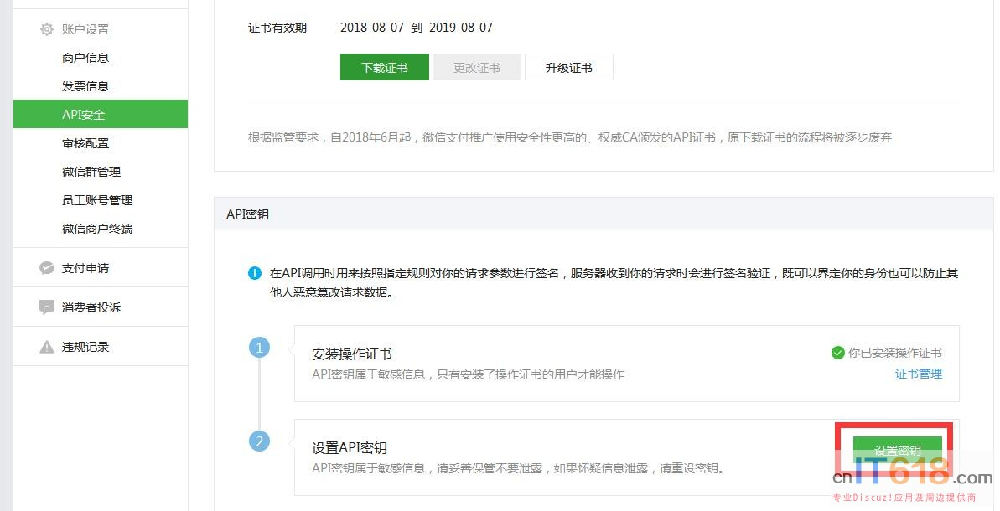 账户设置
商户信息
发票信息
API安全
审核配置
微信群管理
员工账号管理
微信商户终端
支付申请
消费者投诉
违规记录
证书有效期 2018-08-07 到 2019-08-07
下载证书 更改证书 升级证书
根据监管要求，自2018年6月起，微信支付推广使用安全性更高的、权威CA颁发的API证书，原下载证书的流程将被逐步废弃
API密钥
在API调用时用来按照指定规则对你的请求参数进行签名，服务器收到你的请求时会进行签名验证，既可以界定你的身份也可以防止其
他人恶意篡改请求数据。
1
安装操作证书
API密钥属于敏感信息，只有安装了操作证书的用户才能操作
你已安装操作证书
证书管理
2
设置API密钥
API密钥属于敏感信息，请妥善保管不要泄露，如果怀疑信息泄露，请重设密钥。
设置密钥
cnIT618.com
专业Discuz!应用及周边提供商